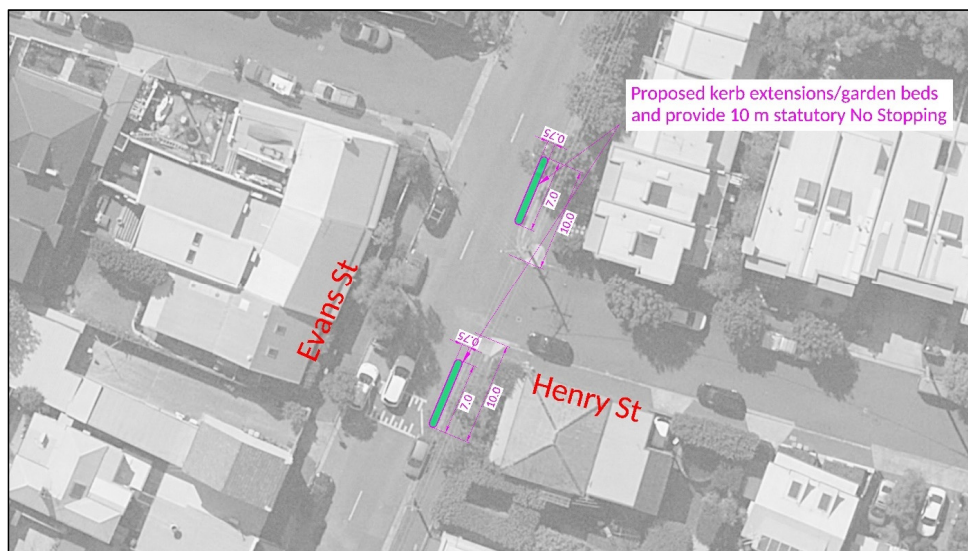 Proposed kerb extensions/garden beds
and provide 10 m statutory No Stopping
0.75
7.0
10.0
Evans St
0.75
7.0
10.0
Henry St